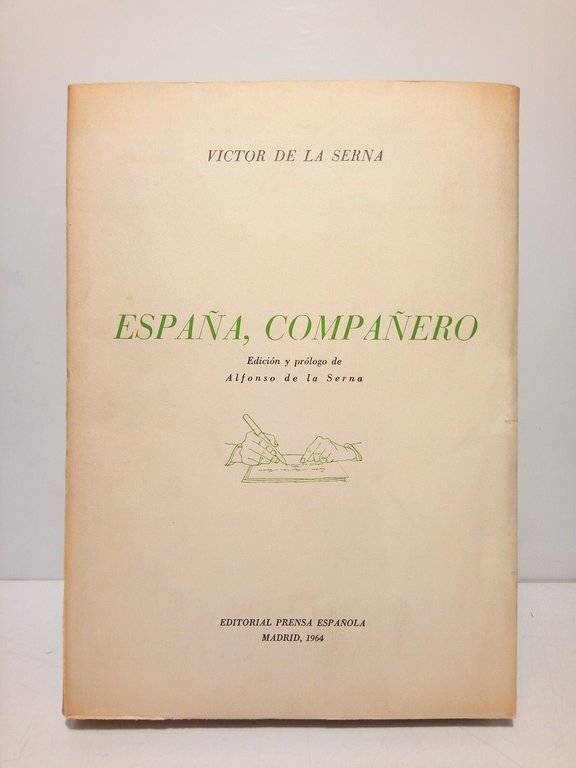 VICTOR DE LA SERNA
ESPAÑA, COMPAÑERO
Edición y prólogo de
Alfonso de la Serna
EDITORIAL PRENSA ESPAÑOLA
MADRID, 1964